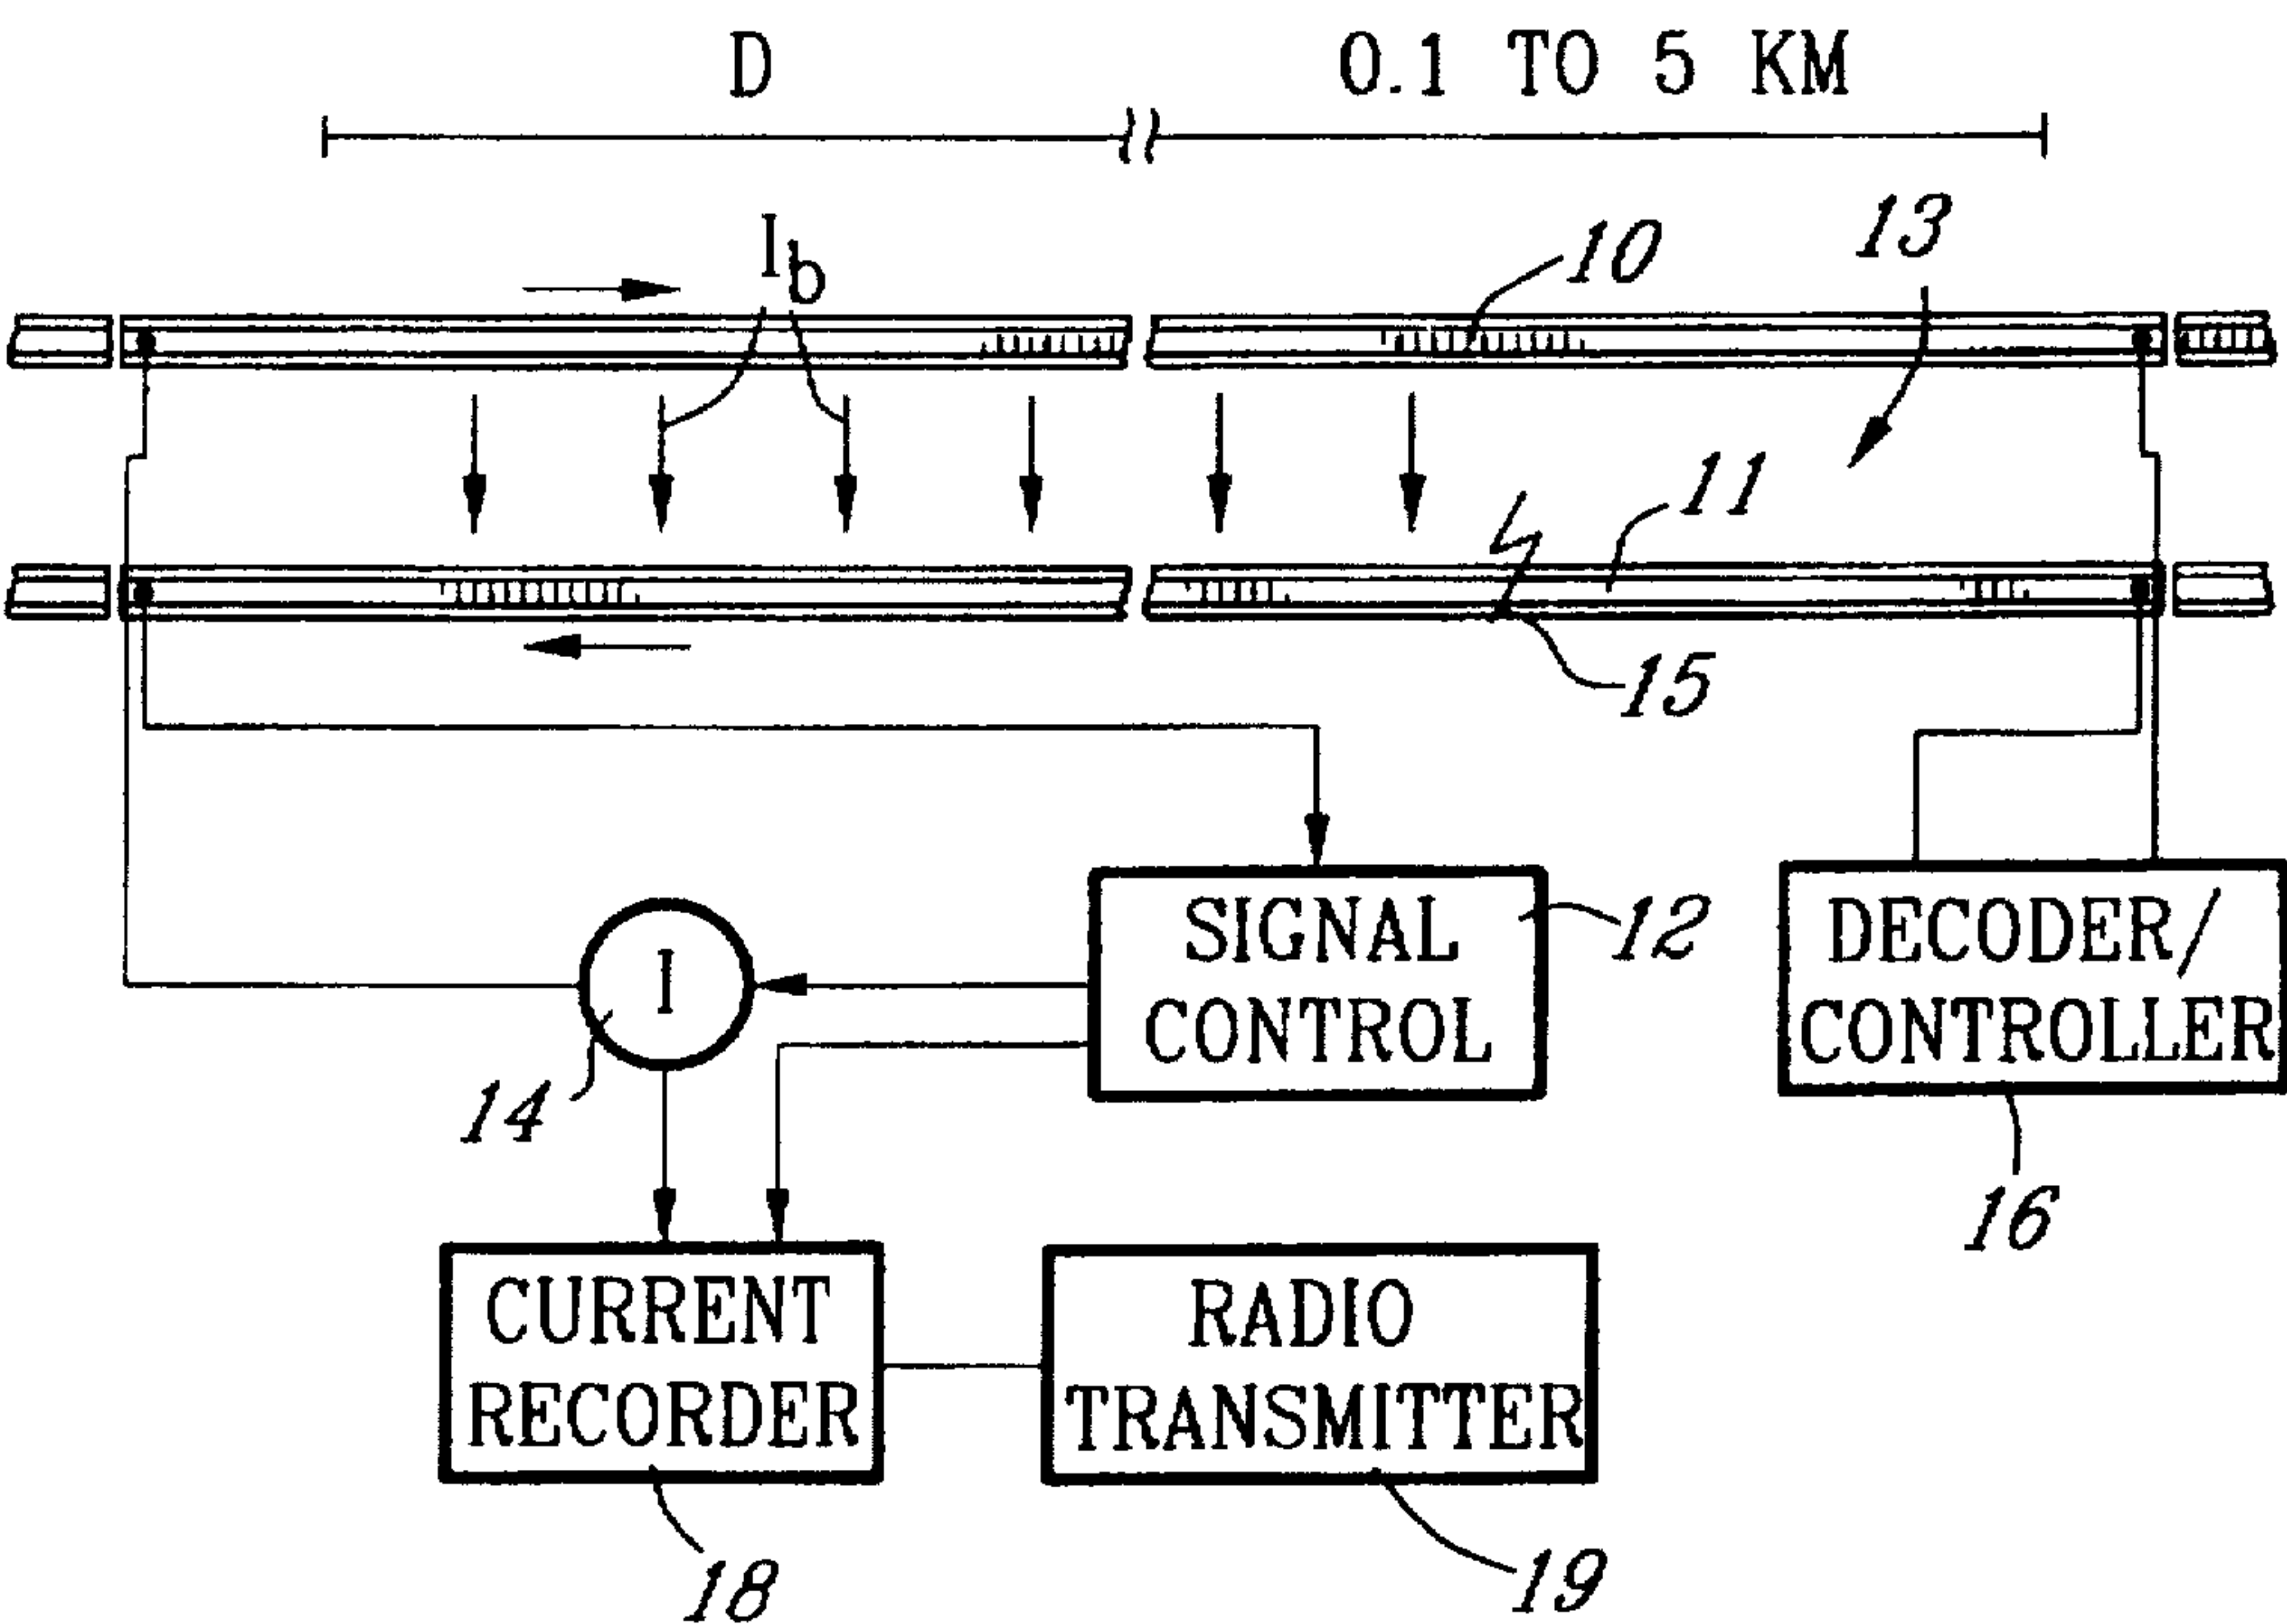 D
0.1 TO 5 KM
Ib
10
13
11
15
SIGNAL
CONTROL
12
DECODER/
CONTROLLER
I
14
16
CURRENT
RECORDER
RADIO
TRANSMITTER
18
19